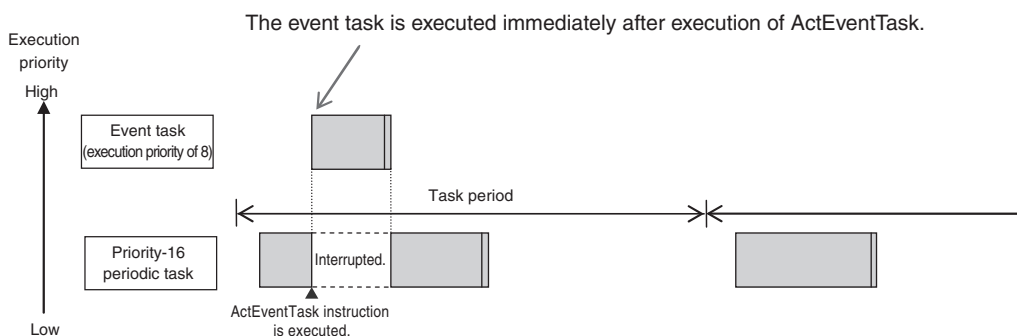 The event task is executed immediately after execution of ActEventTask.
Execution
priority
High
Event task
(execution priority of 8)
Task period
Priority-16
periodic task
Interrupted.
ActEventTask instruction
is executed.
Low